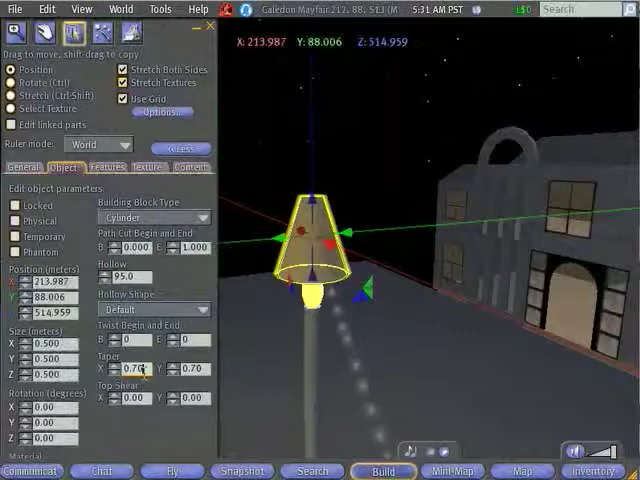 File Edit View World Tools Help Caledon Mayfair 212, 88, 513 (M 5:31 AM PST L$0 Search
X: 213.987 Y: 88.006 Z: 514.959
Drag to move, shift-drag to copy
Position Stretch Both Sides
Rotate (Ctrl) Stretch Textures
Stretch (Ctrl Shift) Use Grid
Select Texture Options...
Edit linked parts
Ruler mode: World << Less
General Object Features Texture Content
Edit object parameters:
Building Block Type
Locked Cylinder
Physical
Temporary Path Cut Begin and End
Phantom B 0.000 E 1.000
Hollow
Position (meters) 95.0
X 213.987
Y 88.006 Hollow Shape
514.959 Default
Size (meters) Twist Begin and End
X 0.500 B 0 E 0
Y 0.500 Taper
Z 0.500 X 0.70 Y 0.70
Rotation (degrees) Top Shear
X 0.00 X 0.00 Y 0.00
Y 0.00
Z 0.00
Material
Communicat Chat Fly Snapshot Search Build Mini-Map Map Inventory